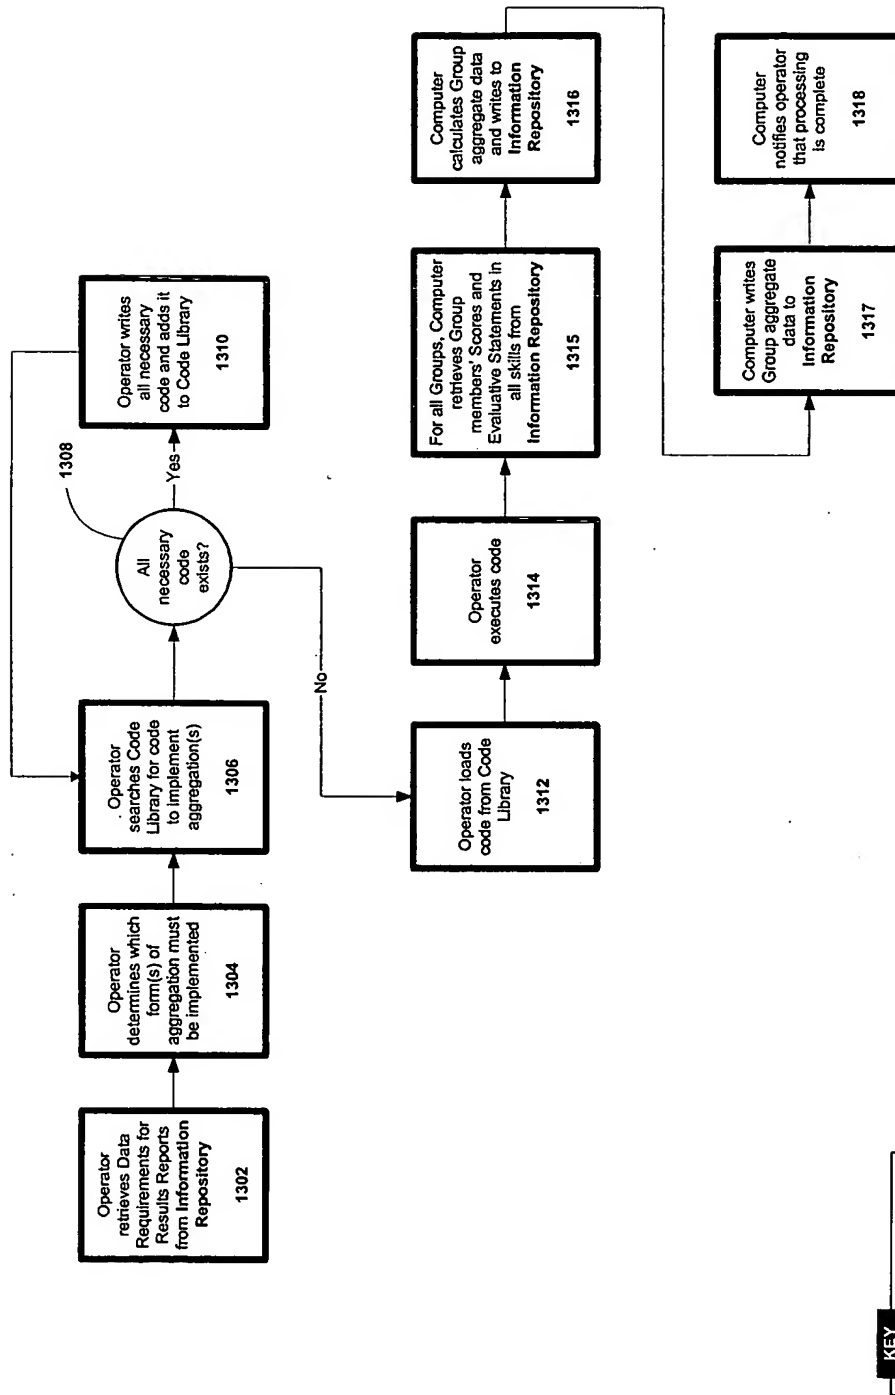 Operator
retrieves Data
Requirements for
Results Reports
from Information
Repository
1302
Operator
determines which
form(s) of
aggregation must
be implemented
1304
Operator
searches Code
Library for code
to implement
aggregation(s)
1306
All
necessary
code
exists?
1308
Yes
Operator writes
all necessary
code and adds it
to Code Library
1310
No
Operator loads
code from Code
Library
1312
Operator
executes code
1314
For all Groups, Computer
retrieves Group
members' Scores and
Evaluative Statements in
all skills from
Information Repository
1315
Computer
calculates Group
aggregate data
and writes to
Information
Repository
1316
Computer writes
Group aggregate
data to
Information
Repository
1317
Computer
notifies operator
that processing
is complete
1318
KEY